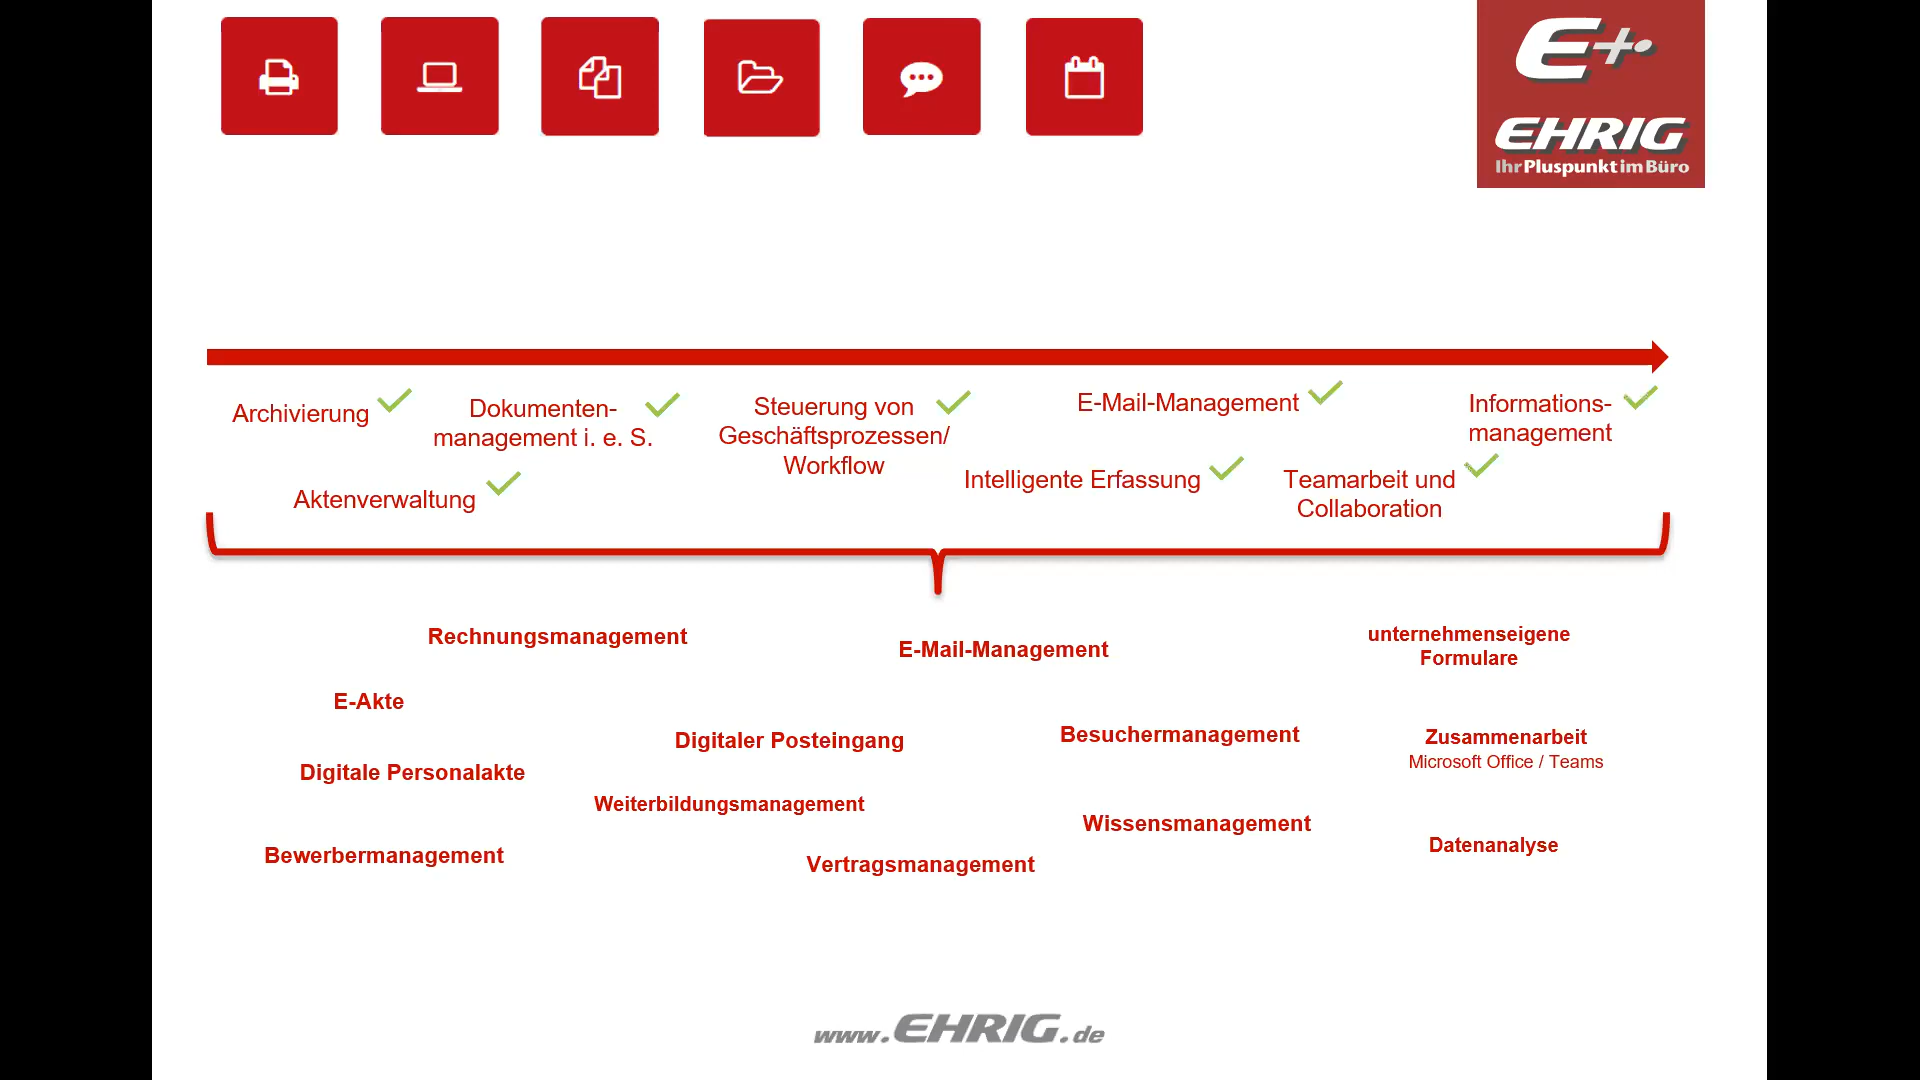 E+
EHRIG
Ihr Pluspunkt im Büro
Archivierung
Dokumenten-
management i. e. S.
Steuerung von
Geschäftsprozessen/
Workflow
E-Mail-Management
Informations-
management
Aktenverwaltung
Intelligente Erfassung
Teamarbeit und
Collaboration
Rechnungsmanagement
E-Mail-Management
unternehmenseigene
Formulare
E-Akte
Digitaler Posteingang
Besuchermanagement
Zusammenarbeit
Microsoft Office / Teams
Digitale Personalakte
Weiterbildungsmanagement
Wissensmanagement
Datenanalyse
Bewerbermanagement
Vertragsmanagement
www.EHRIG.de